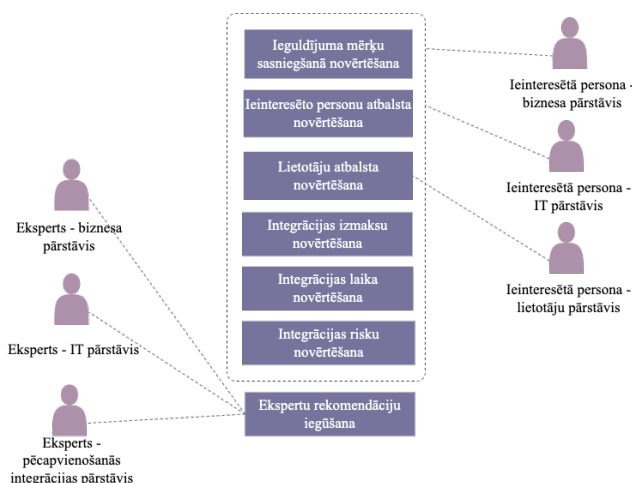 Ieguldījuma mērķu
sasniegšanā novērtēšana
Ieinteresēto personu atbalsta
novērtēšana
Lietotāju atbalsta
novērtēšana
Integrācijas izmaksu
novērtēšana
Integrācijas laika
novērtēšana
Integrācijas risku
novērtēšana
Ekspertu rekomendāciju
iegūšana
Eksperts - biznesa
pārstāvis
Eksperts - IT pārstāvis
Eksperts -
pēcapvienošanās
integrācijas pārstāvis
Ieinteresētā persona -
biznesa pārstāvis
Ieinteresētā persona -
IT pārstāvis
Ieinteresētā persona -
lietotāju pārstāvis